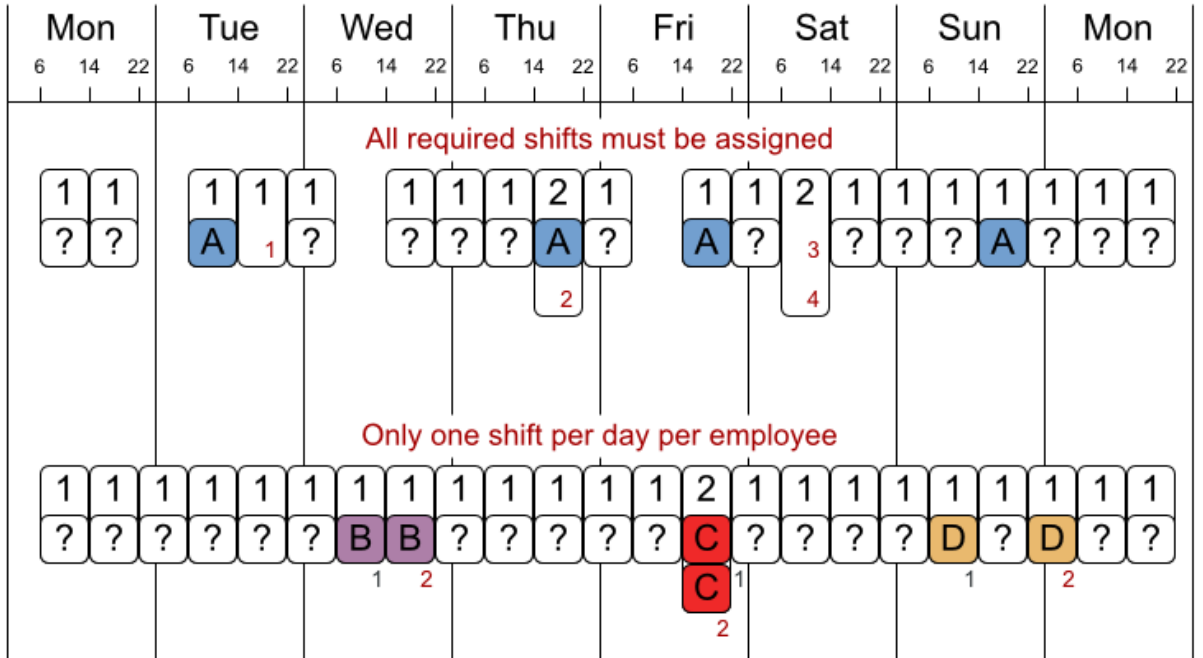 Mon Tue Wed Thu Fri Sat Sun Mon
6 14 22 6 14 22 6 14 22 6 14 22 6 14 22 6 14 22 6 14 22 6 14 22
All required shifts must be assigned
1 1 1 1 1 1 1 1 2 1 1 1 2 1 1 1 1 1 1 1
? ? A 1 ? ? ? ? A ? A ? 3 ? ? ? A ? ? ?
2 4
Only one shift per day per employee
1 1 1 1 1 1 1 1 1 1 1 1 1 2 1 1 1 1 1 1 1 1 1
? ? ? ? ? ? B B ? ? ? ? ? C ? ? ? ? D ? D ? ?
1 2 C 1 1 2
2